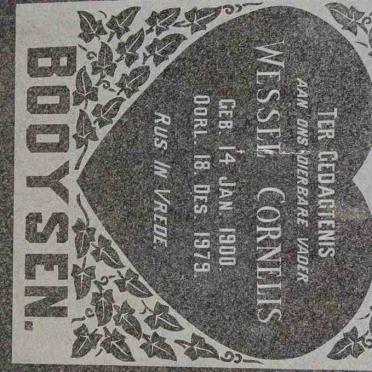 TER GEDAGTENIS
AAN ONS DIERBARE VADER
WESSEL CORNELIS
GEB. 14 JAN. 1900.
OORL. 18 DES. 1979.
RUS IN VREDE
BOOYSEN.